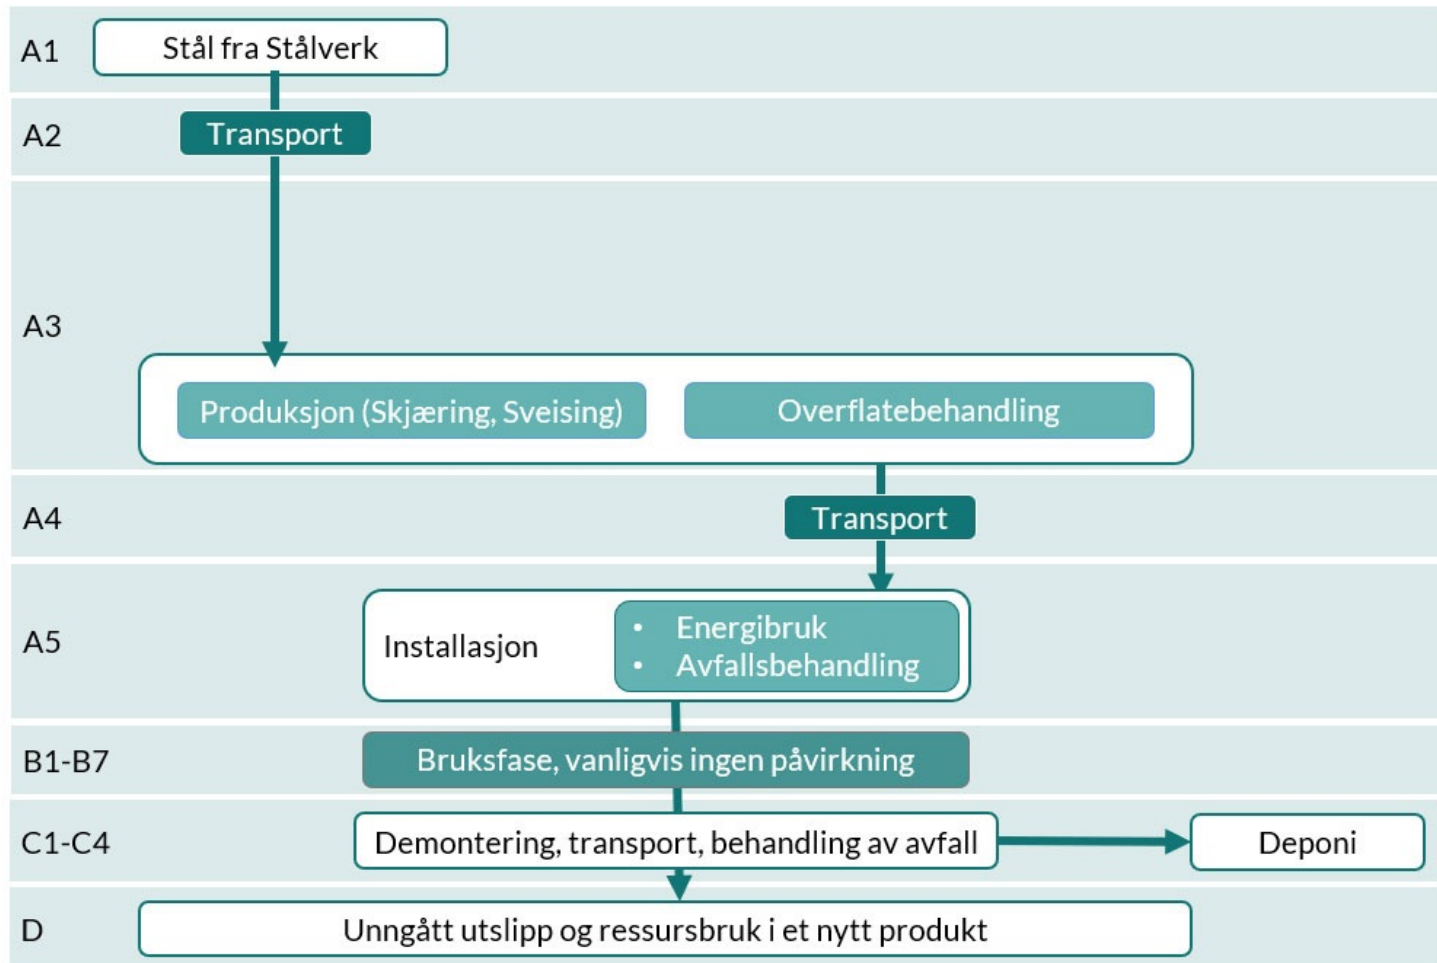 A1
Stål fra Stålverk
A2
Transport
A3
Produksjon (Skjæring, Sveising)
Overflatebehandling
A4
Transport
A5
Installasjon
• Energibruk
• Avfallsbehandling
B1-B7
Bruksfase, vanligvis ingen påvirkning
C1-C4
Demontering, transport, behandling av avfall
Deponi
D
Unngått utslipp og ressursbruk i et nytt produkt